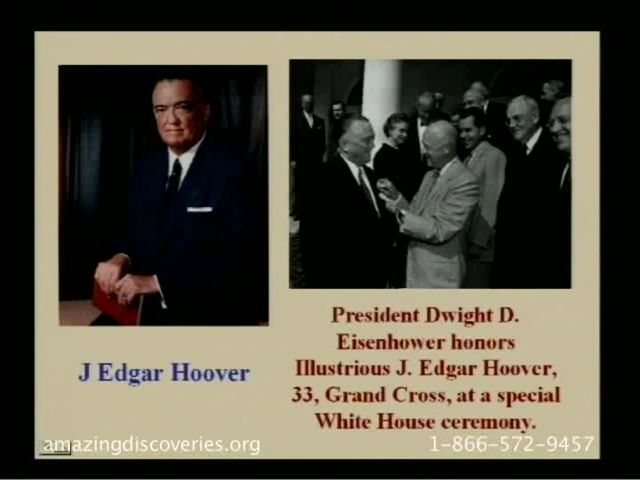 J Edgar Hoover
President Dwight D.
Eisenhower honors
Illustrious J. Edgar Hoover,
33, Grand Cross, at a special
White House ceremony.
amazingdiscoveries.org
1-866-572-9457